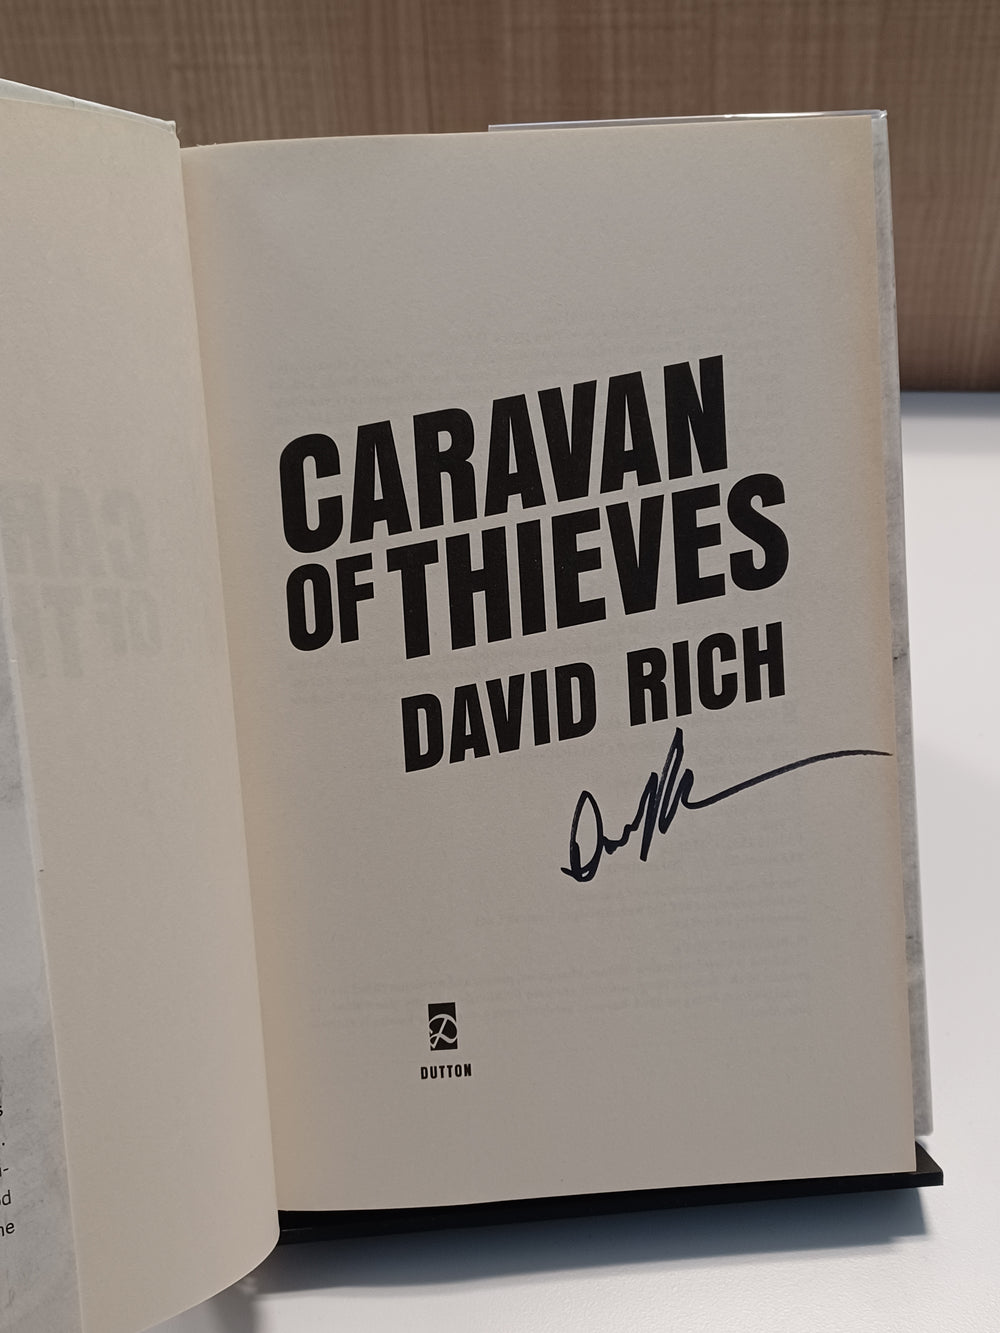 CARAVAN
OF THIEVES
DAVID RICH
DUTTON